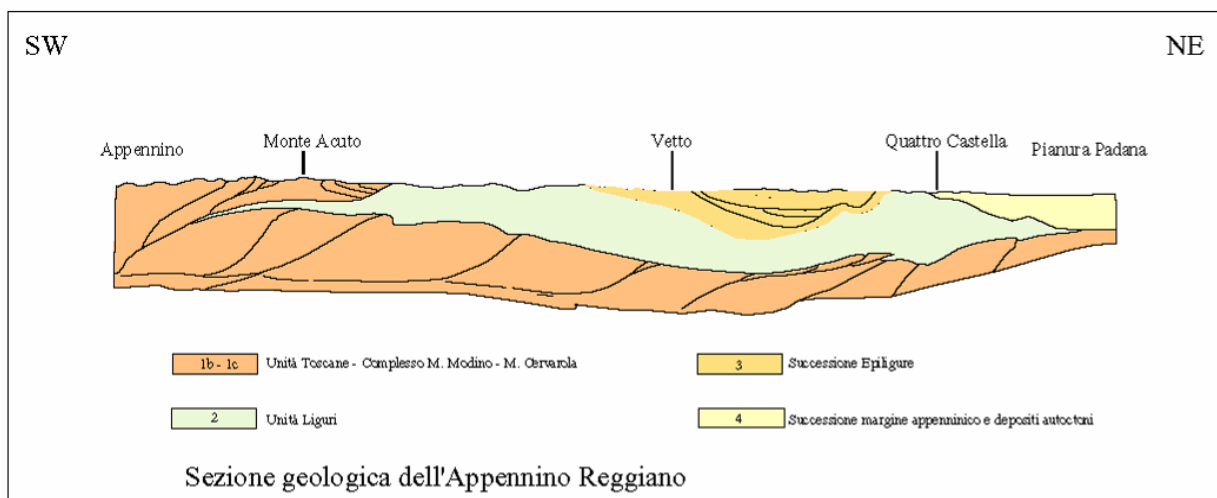 SW
NE
Appennino
Monte Acuto
Vetto
Quattro Castella
Pianura Padana
1b - 1c Unità Toscane - Complesso M. Modino - M. Cervarola
3 Successione Epiligure
2 Unità Liguri
4 Successione margine appenninico e depositi autoctoni
Sezione geologica dell'Appennino Reggiano